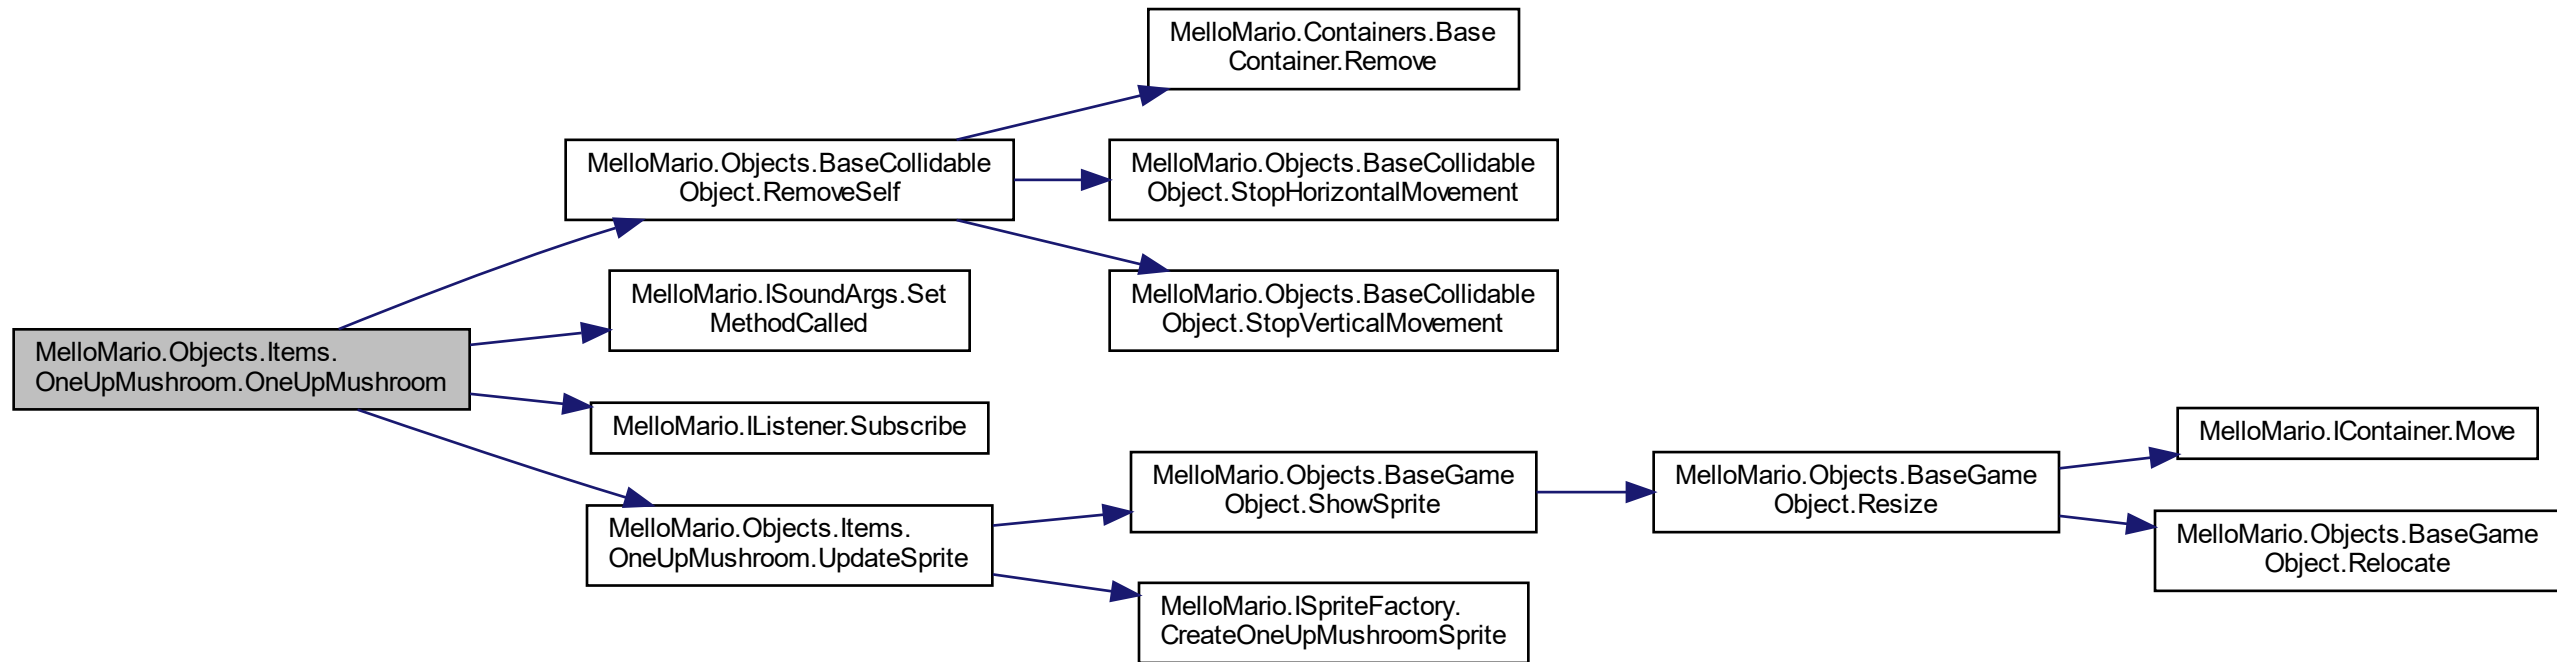 MelloMario.Containers.Base
Container.Remove
MelloMario.Objects.BaseCollidable
Object.RemoveSelf
MelloMario.Objects.BaseCollidable
Object.StopHorizontalMovement
MelloMario.ISoundArgs.Set
MethodCalled
MelloMario.Objects.BaseCollidable
Object.StopVerticalMovement
MelloMario.Objects.Items.
OneUpMushroom.OneUpMushroom
MelloMario.IListener.Subscribe
MelloMario.Objects.Items.
OneUpMushroom.UpdateSprite
MelloMario.Objects.BaseGame
Object.ShowSprite
MelloMario.Objects.BaseGame
Object.Resize
MelloMario.IContainer.Move
MelloMario.Objects.BaseGame
Object.Relocate
MelloMario.ISpriteFactory.
CreateOneUpMushroomSprite